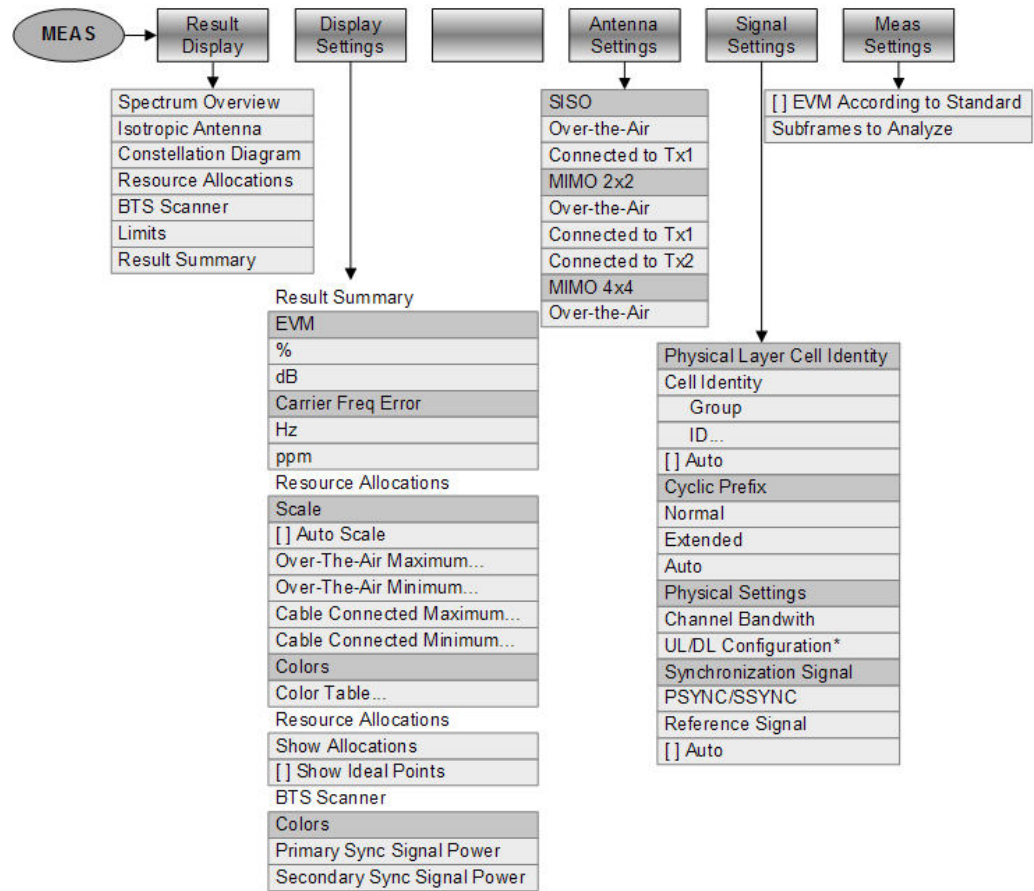 MEAS
Result
Display
Display
Settings
Antenna
Settings
Signal
Settings
Meas
Settings
Spectrum Overview
Isotropic Antenna
Constellation Diagram
Resource Allocations
BTS Scanner
Limits
Result Summary
Result Summary
EVM
%
dB
Carrier Freq Error
Hz
ppm
Resource Allocations
Scale
[ ] Auto Scale
Over-The-Air Maximum...
Over-The-Air Minimum...
Cable Connected Maximum...
Cable Connected Minimum...
Colors
Color Table...
Resource Allocations
Show Allocations
[ ] Show Ideal Points
BTS Scanner
Colors
Primary Sync Signal Power
Secondary Sync Signal Power
SISO
Over-the-Air
Connected to Tx1
MIMO 2x2
Over-the-Air
Connected to Tx1
Connected to Tx2
MIMO 4x4
Over-the-Air
Physical Layer Cell Identity
Cell Identity
Group
ID...
[ ] Auto
Cyclic Prefix
Normal
Extended
Auto
Physical Settings
Channel Bandwith
UL/DL Configuration*
Synchronization Signal
PSYNC/SSYNC
Reference Signal
[ ] Auto
[ ] EVM According to Standard
Subframes to Analyze